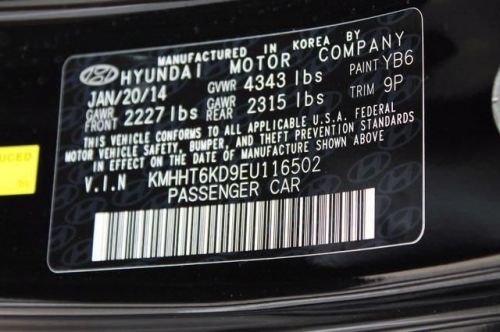 MANUFACTURED IN KOREA BY
HYUNDAI MOTOR COMPANY
JAN/20/14 GVWR 4343 lbs PAINT YB6
GAWR FRONT 2227 lbs GAWR REAR 2315 lbs TRIM 9P
THIS VEHICLE CONFORMS TO ALL APPLICABLE U.S.A. FEDERAL
MOTOR VEHICLE SAFETY, BUMPER, AND THEFT PREVENTION STANDARDS
IN EFFECT ON THE DATE OF MANUFACTURE SHOWN ABOVE.
V.I.N KMHHT6KD9EU116502
PASSENGER CAR
UCED